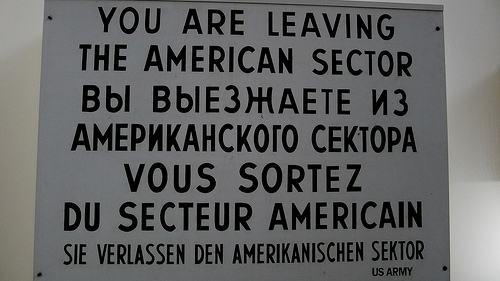 YOU ARE LEAVING
THE AMERICAN SECTOR
ВЫ ВЫЕЗЖАЕТЕ ИЗ
АМЕРИКАНСКОГО СЕКТОРА
VOUS SORTEZ
DU SECTEUR AMERICAIN
SIE VERLASSEN DEN AMERIKANISCHEN SEKTOR
US ARMY